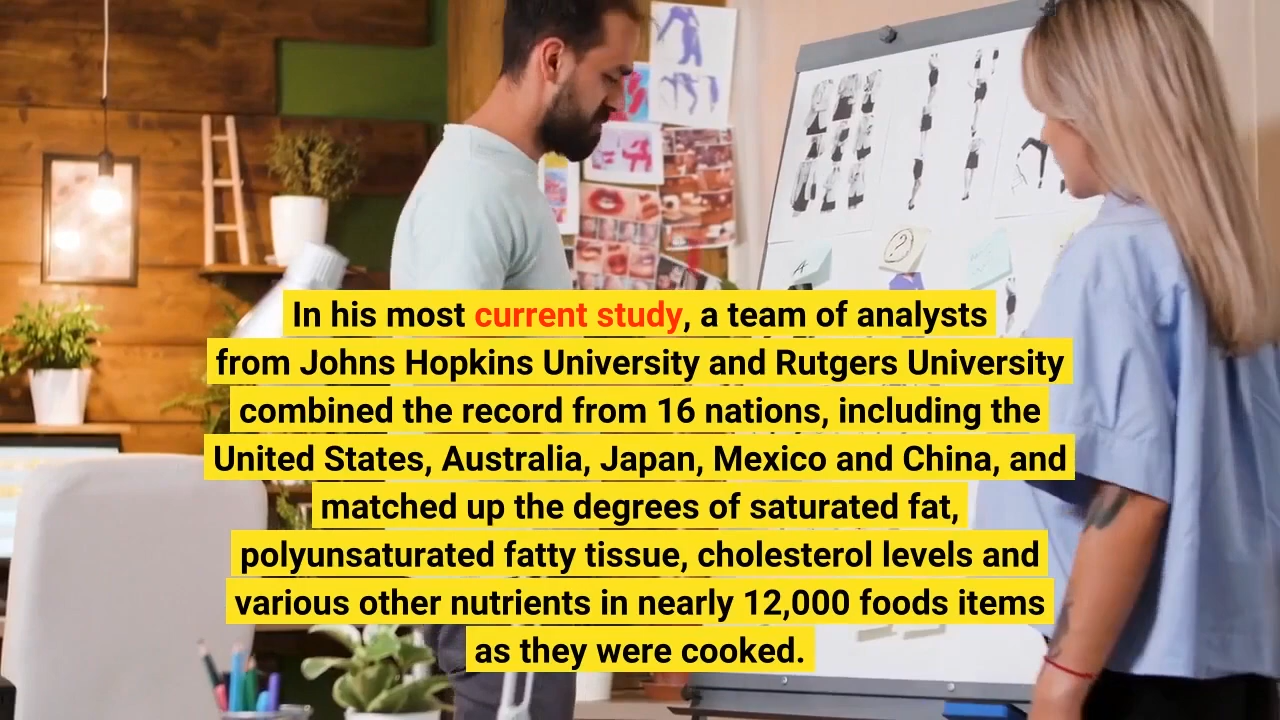 In his most current study, a team of analysts
from Johns Hopkins University and Rutgers University
combined the record from 16 nations, including the
United States, Australia, Japan, Mexico and China, and
matched up the degrees of saturated fat,
polyunsaturated fatty tissue, cholesterol levels and
various other nutrients in nearly 12,000 foods items
as they were cooked.